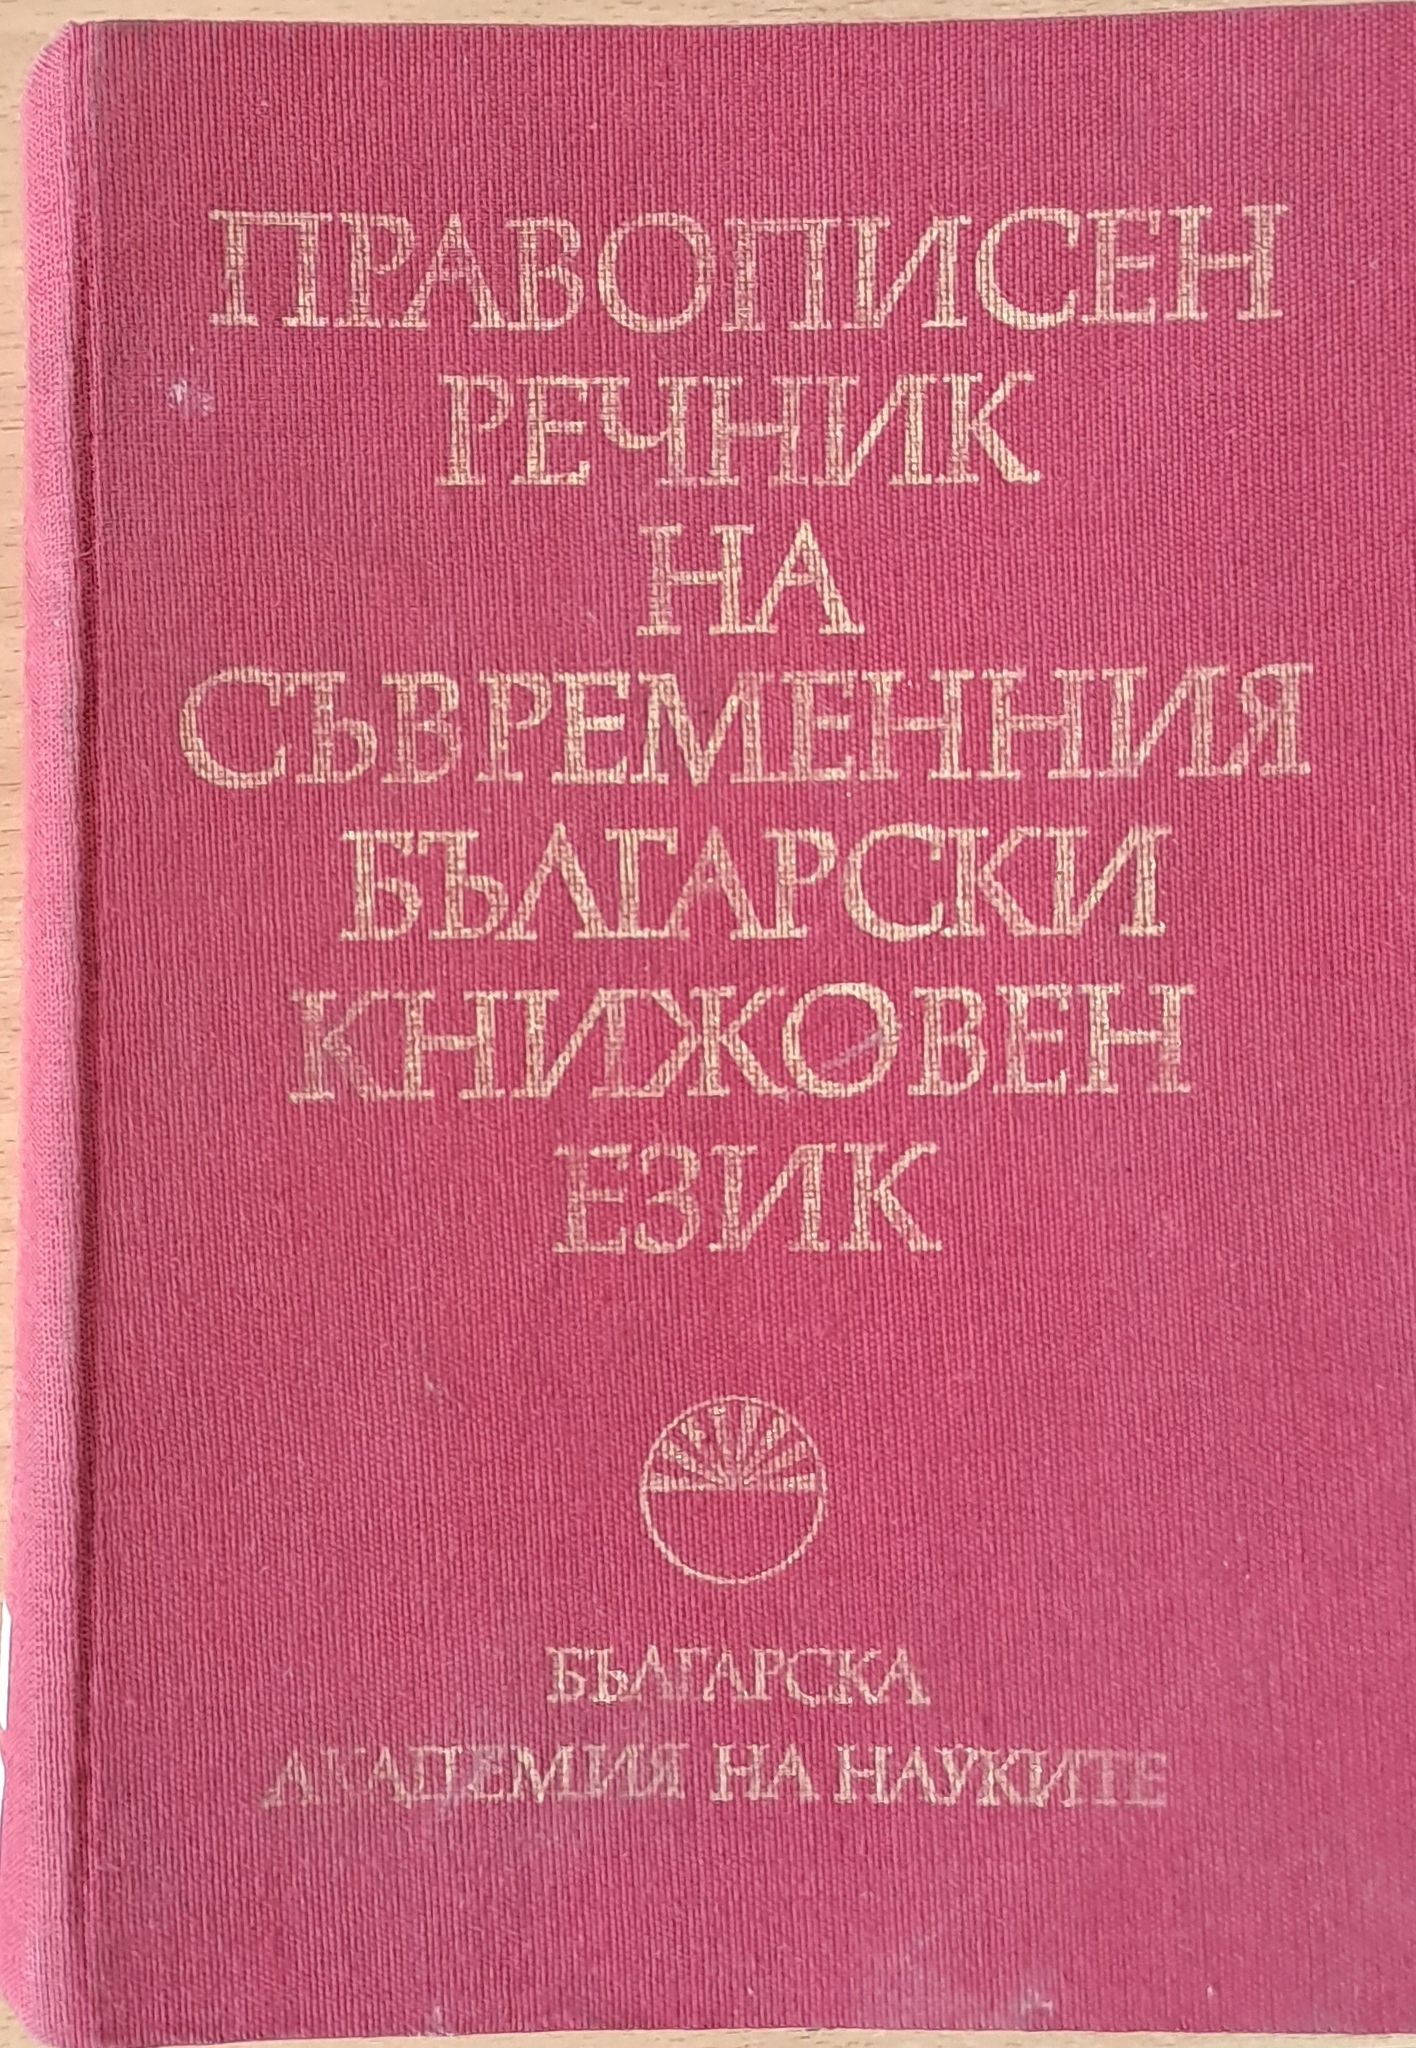 ПРАВОПИСЕН
РЕЧНИК
НА
СЪВРЕМЕННИЯ
БЪЛГАРСКИ
КНИЖОВЕН
ЕЗИК
БЪЛГАРСКА
АКАДЕМИЯ НА НАУКИТЕ